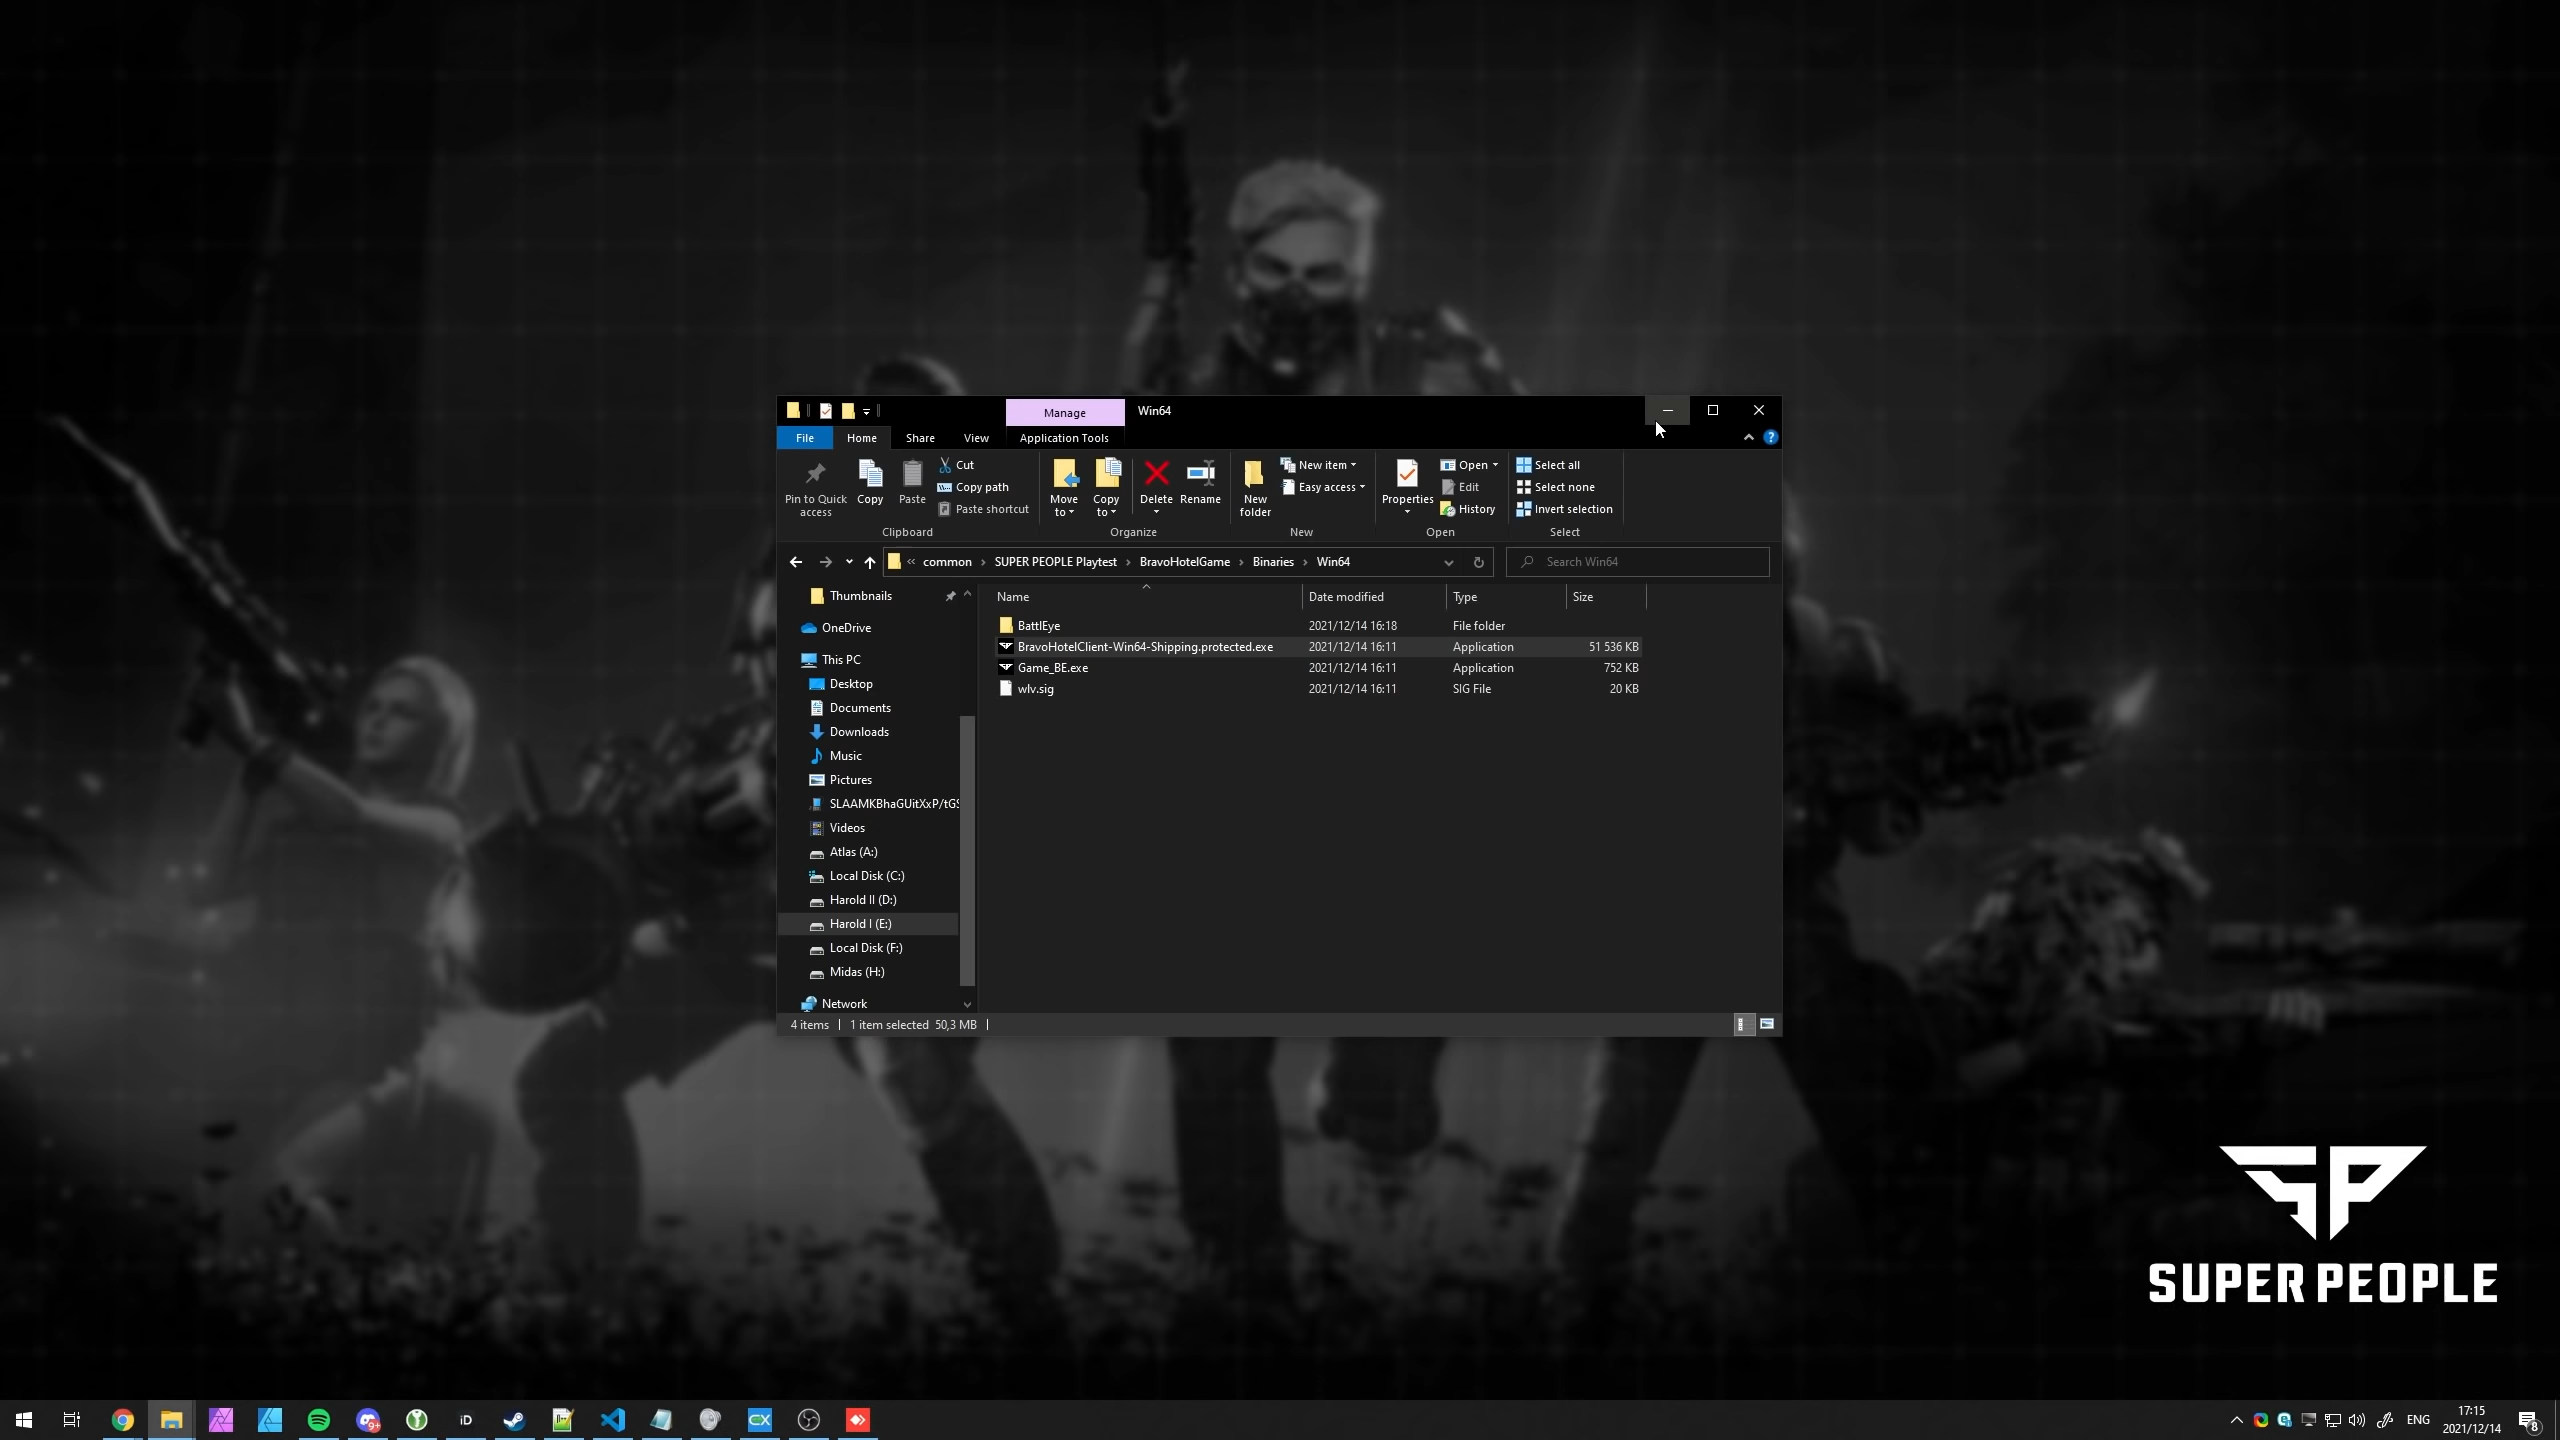 Manage
Win64
File
Home
Share
View
Application Tools
Pin to Quick access
Copy
Paste
Cut
Copy path
Paste shortcut
Clipboard
Move to
Copy to
Delete
Rename
Organize
New folder
New item
Easy access
New
Properties
Open
Edit
History
Open
Select all
Select none
Invert selection
Select
« common › SUPER PEOPLE Playtest › BravoHotelGame › Binaries › Win64
Search Win64
Thumbnails
OneDrive
This PC
Desktop
Documents
Downloads
Music
Pictures
SLAAMKBhaGUitXxP/tGS
Videos
Atlas (A:)
Local Disk (C:)
Harold II (D:)
Harold I (E:)
Local Disk (F:)
Midas (H:)
Network
Name Date modified Type Size
BattlEye 2021/12/14 16:18 File folder
BravoHotelClient-Win64-Shipping.protected.exe 2021/12/14 16:11 Application 51 536 KB
Game_BE.exe 2021/12/14 16:11 Application 752 KB
wlv.sig 2021/12/14 16:11 SIG File 20 KB
4 items 1 item selected 50,3 MB
SP
SUPER PEOPLE
9+
iD
CX
ENG
17:15
2021/12/14
8